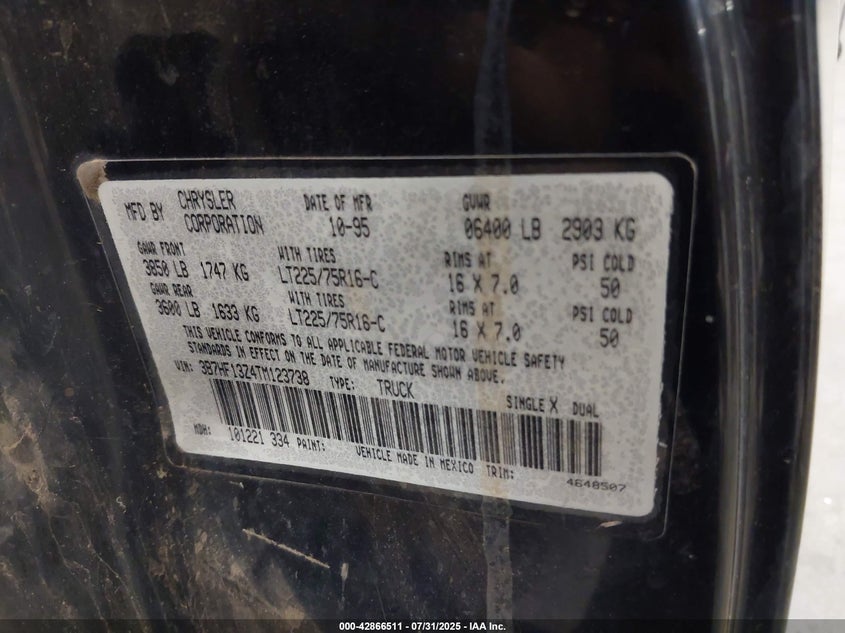 MFD BY CHRYSLER CORPORATION DATE OF MFR 10-95 GVWR 06400 LB 2903 KG
GAWR FRONT WITH TIRES RIMS AT PSI COLD
3850 LB 1747 KG LT225/75R16-C 16 X 7.0 50
GAWR REAR WITH TIRES RIMS AT PSI COLD
3600 LB 1633 KG LT225/75R16-C 16 X 7.0 50
THIS VEHICLE CONFORMS TO ALL APPLICABLE FEDERAL MOTOR VEHICLE SAFETY
STANDARDS IN EFFECT ON THE DATE OF MANUFACTURE SHOWN ABOVE.
VIN: 3B7HF13Z4TM123738 TYPE: TRUCK SINGLE X DUAL
MDH: 101221 334 PAINT: VEHICLE MADE IN MEXICO TRIM: 4648507
000-42866511 - 07/31/2025 - IAA Inc.